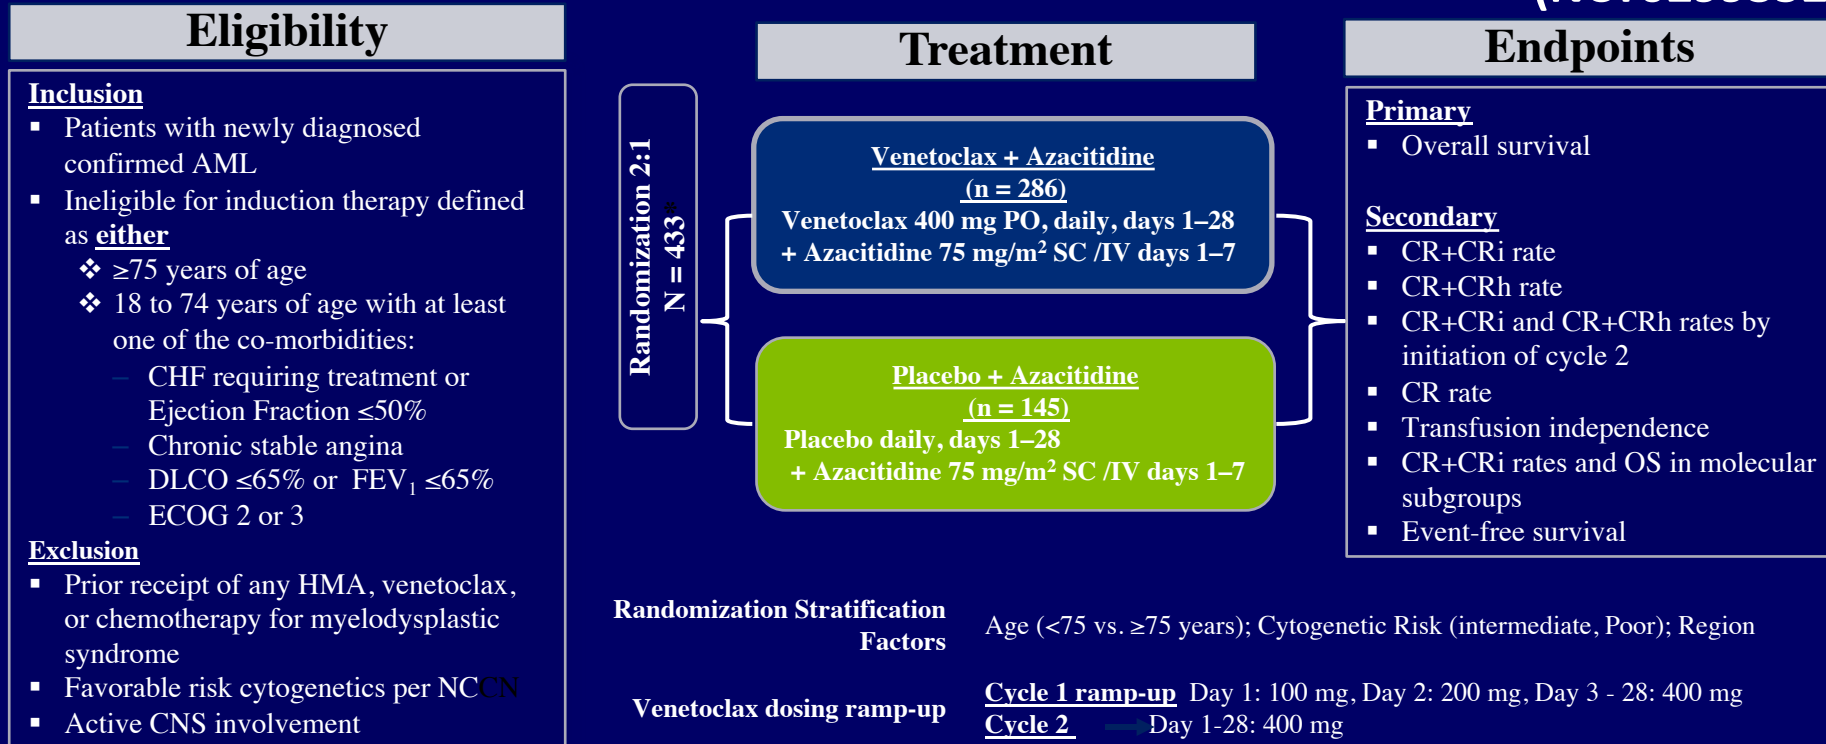 Eligibility
Inclusion
▪ Patients with newly diagnosed
confirmed AML
▪ Ineligible for induction therapy defined
as either
❖ ≥75 years of age
❖ 18 to 74 years of age with at least
one of the co-morbidities:
– CHF requiring treatment or
Ejection Fraction ≤50%
– Chronic stable angina
– DLCO ≤65% or FEV₁ ≤65%
– ECOG 2 or 3
Exclusion
▪ Prior receipt of any HMA, venetoclax,
or chemotherapy for myelodysplastic
syndrome
▪ Favorable risk cytogenetics per NCCN
▪ Active CNS involvement
Treatment
Randomization 2:1
N = 433*
Venetoclax + Azacitidine
(n = 286)
Venetoclax 400 mg PO, daily, days 1–28
+ Azacitidine 75 mg/m² SC /IV days 1–7
Placebo + Azacitidine
(n = 145)
Placebo daily, days 1–28
+ Azacitidine 75 mg/m² SC /IV days 1–7
Endpoints
Primary
▪ Overall survival
Secondary
▪ CR+CRi rate
▪ CR+CRh rate
▪ CR+CRi and CR+CRh rates by
initiation of cycle 2
▪ CR rate
▪ Transfusion independence
▪ CR+CRi rates and OS in molecular
subgroups
▪ Event-free survival
Randomization Stratification
Factors
Age (<75 vs. ≥75 years); Cytogenetic Risk (intermediate, Poor); Region
Venetoclax dosing ramp-up
Cycle 1 ramp-up Day 1: 100 mg, Day 2: 200 mg, Day 3 - 28: 400 mg
Cycle 2 Day 1-28: 400 mg